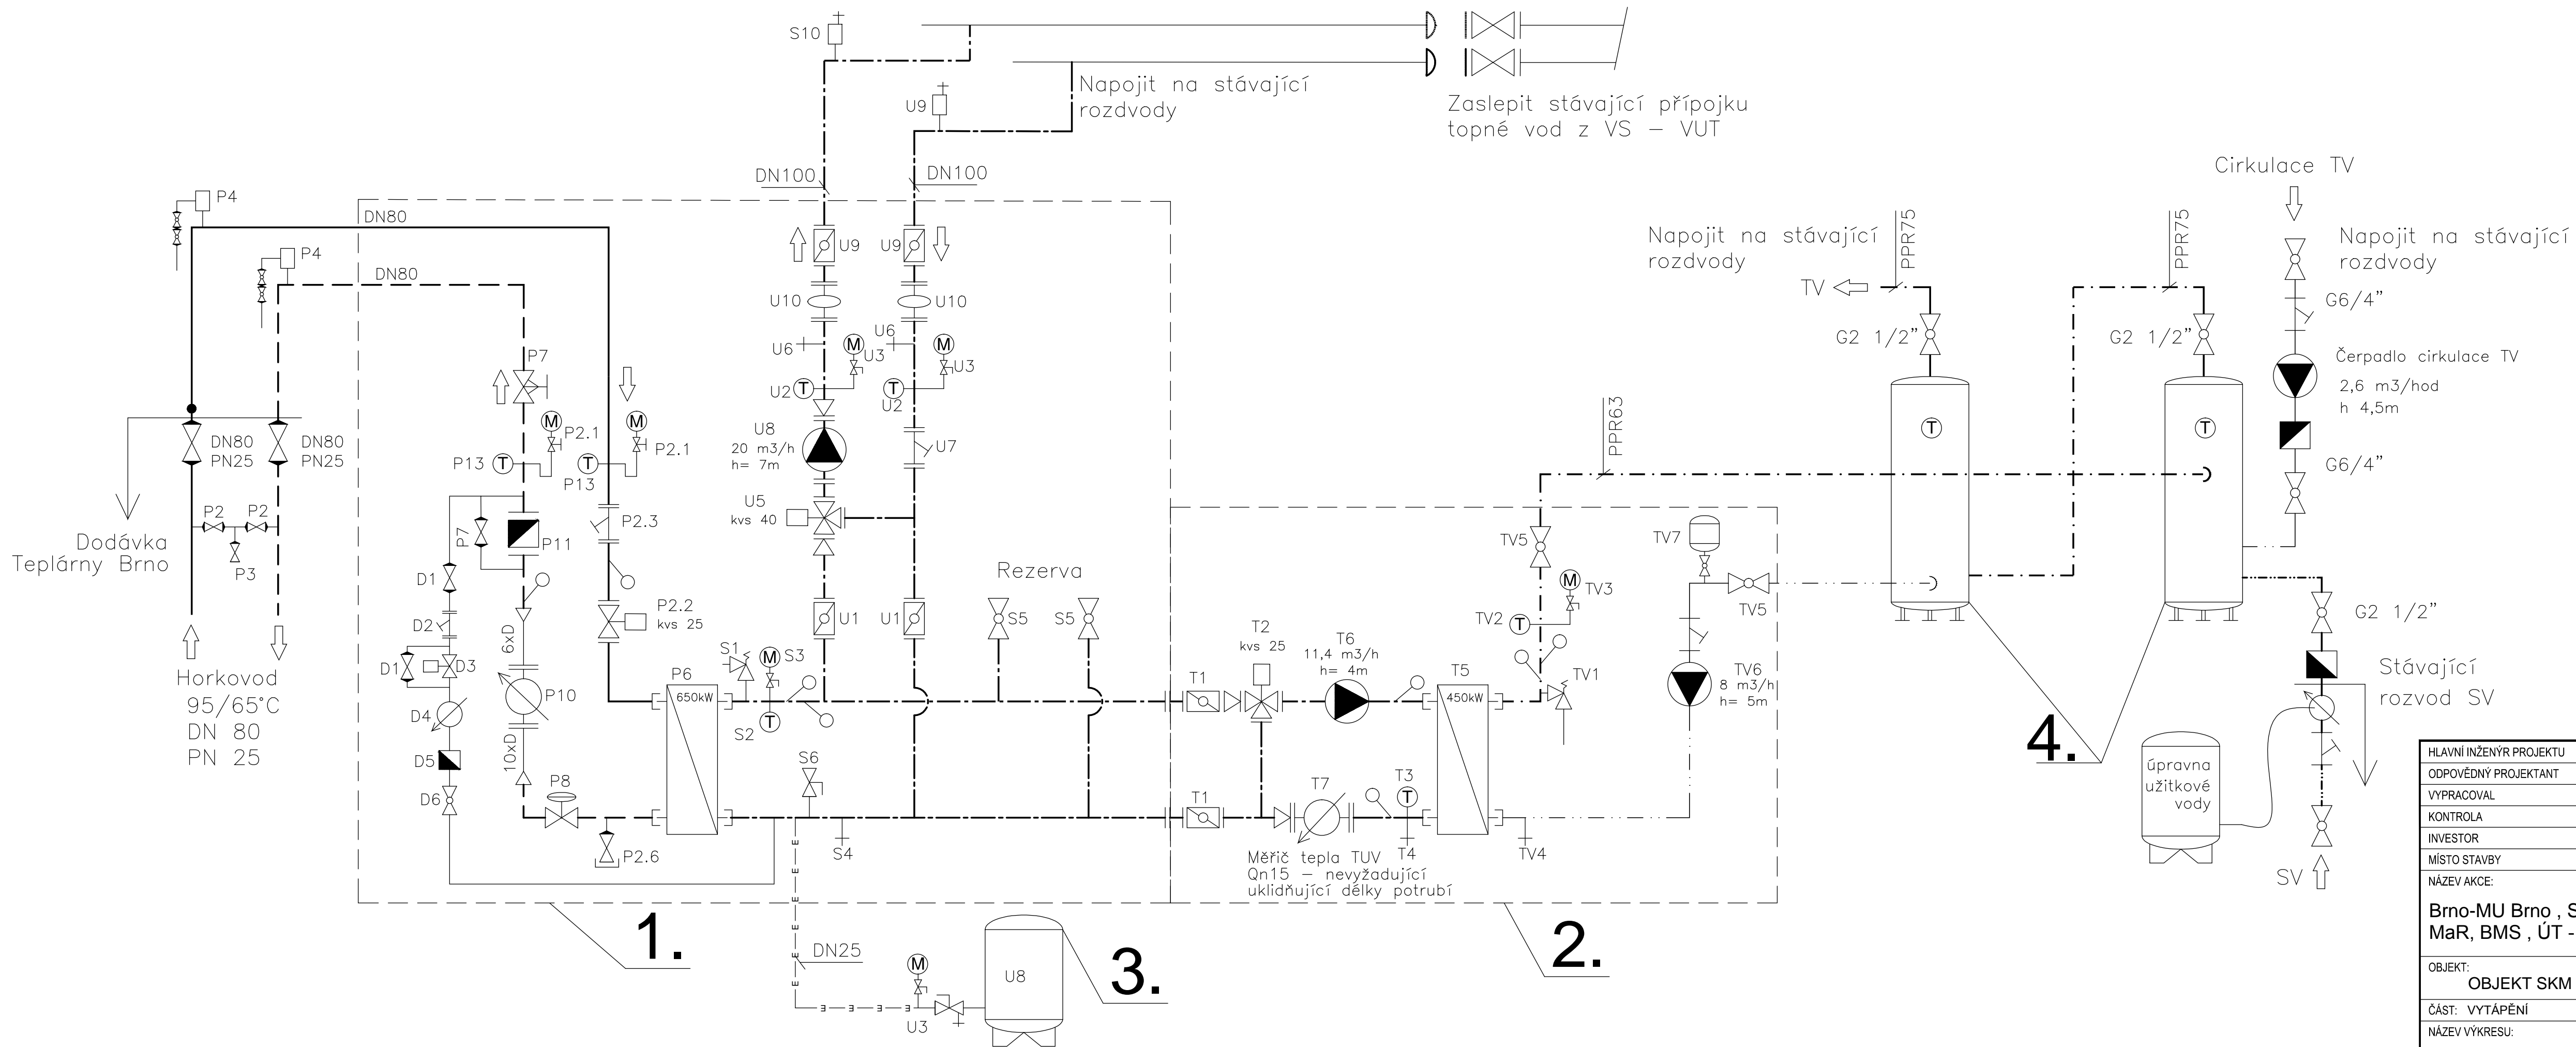 S10
U9
Napojit na stávající
rozdvody
Zaslepit stávající přípojku
topné vod z VS – VUT
DN100
DN100
P4
P4
DN80
DN80
U9
U9
U10
U10
U6
U6
M
U3
M
U3
U2
T
T
U2
U8
20 m3/h
h= 7m
U7
U5
kvs 40
P7
M
P2.1
M
P2.1
P13
T
T
P13
DN80
PN25
DN80
PN25
P2
P2
P3
Dodávka
Teplárny Brno
Horkovod
95/65°C
DN 80
PN 25
P7
P11
P2.3
D1
D2
D1
D3
D4
D5
D6
6xD
P10
10xD
P8
P2.6
P2.2
kvs 25
P6
650kW
S1
M
S3
S2
T
U1
U1
Rezerva
S5
S5
S6
S4
T1
T1
T2
kvs 25
T6
11,4 m3/h
h= 4m
T5
450kW
T7
T3
T
T4
Měřič tepla TUV
Qn15 – nevyžadující
uklidňující délky potrubí
TV5
M
TV3
TV2
T
TV1
TV4
TV7
TV5
TV6
8 m3/h
h= 5m
PPR63
1.
2.
3.
4.
DN25
M
U3
U8
Cirkulace TV
Napojit na stávající
rozdvody
PPR75
TV
G2 1/2”
PPR75
G2 1/2”
Napojit na stávající
rozdvody
G6/4”
Čerpadlo cirkulace TV
2,6 m3/hod
h 4,5m
G6/4”
T
T
G2 1/2”
Stávající
rozvod SV
úpravna
užitkové
vody
SV
HLAVNÍ INŽENÝR PROJEKTU
ODPOVĚDNÝ PROJEKTANT
VYPRACOVAL
KONTROLA
INVESTOR
MÍSTO STAVBY
NÁZEV AKCE:
Brno-MU Brno , S
MaR, BMS , ÚT -
OBJEKT:
OBJEKT SKM
ČÁST: VYTÁPĚNÍ
NÁZEV VÝKRESU: